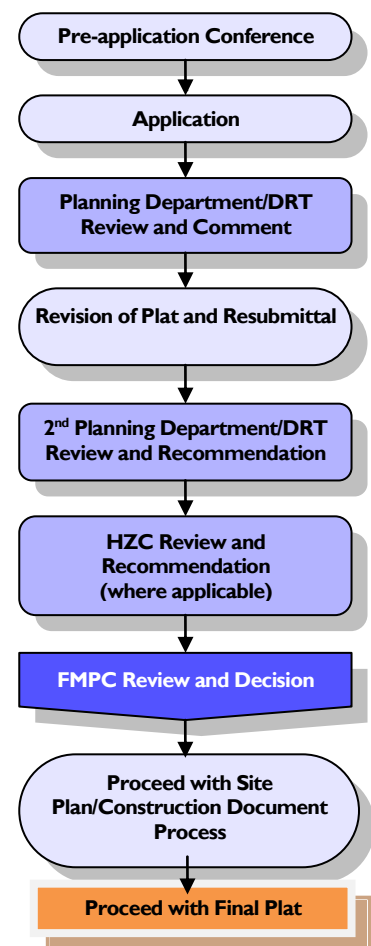 Pre-application Conference
Application
Planning Department/DRT
Review and Comment
Revision of Plat and Resubmittal
2nd Planning Department/DRT
Review and Recommendation
HZC Review and
Recommendation
(where applicable)
FMPC Review and Decision
Proceed with Site
Plan/Construction Document
Process
Proceed with Final Plat